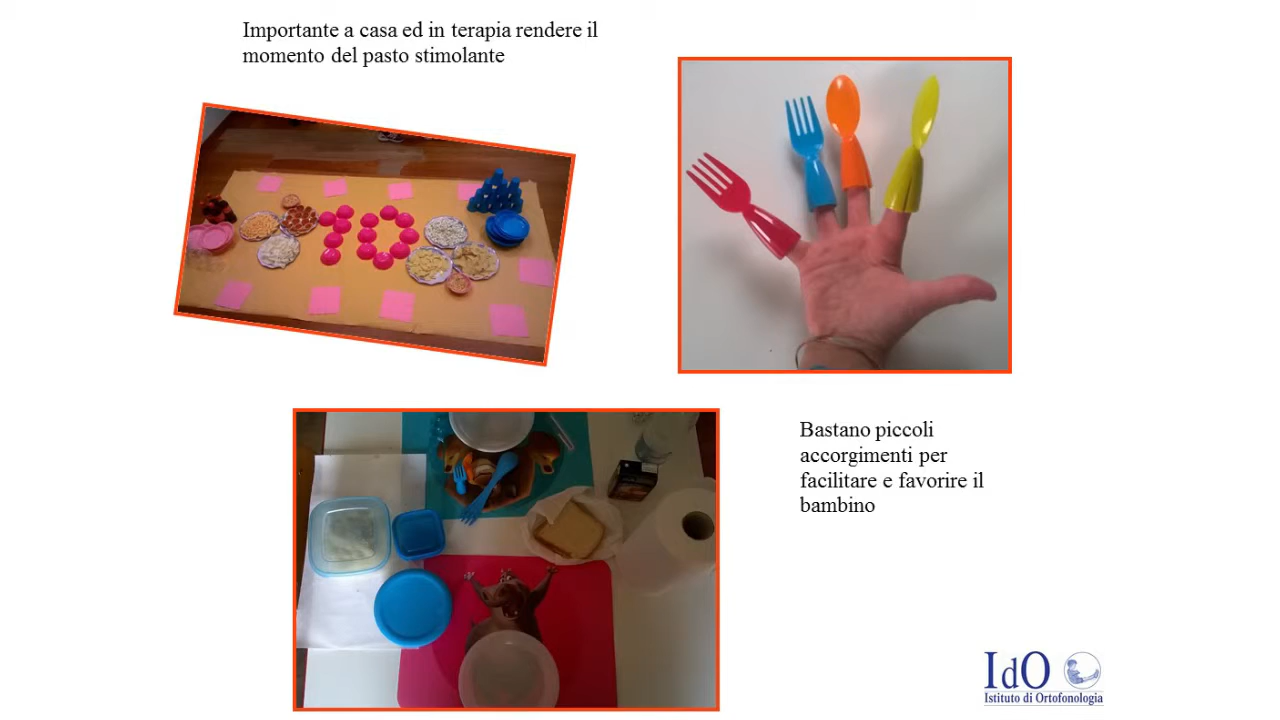 Importante a casa ed in terapia rendere il
momento del pasto stimolante
Bastano piccoli
accorgimenti per
facilitare e favorire il
bambino
IdO
Istituto di Ortofonologia